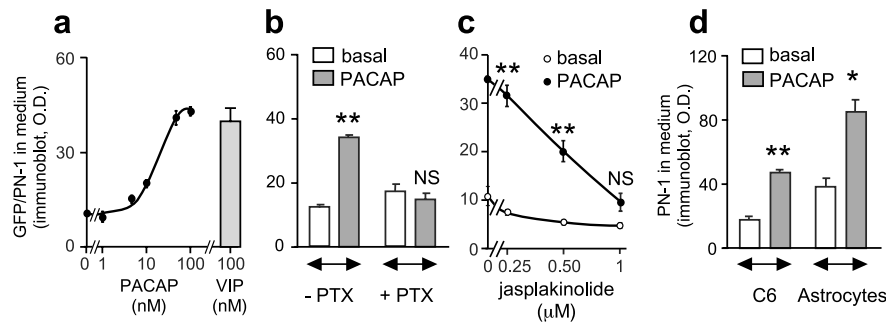 a
GFP/PN-1 in medium
(immunoblot, O.D.)
60
30
0
0 1 10 100 100
PACAP
(nM)
VIP
(nM)
b
basal
PACAP
60
40
20
0
**
NS
- PTX + PTX
c
basal
PACAP
40
30
20
10
0
**
**
NS
0 0.25 0.50 1
jasplakinolide
(μM)
d
basal
PACAP
PN-1 in medium
(immunoblot, O.D.)
120
80
40
0
**
*
C6 Astrocytes